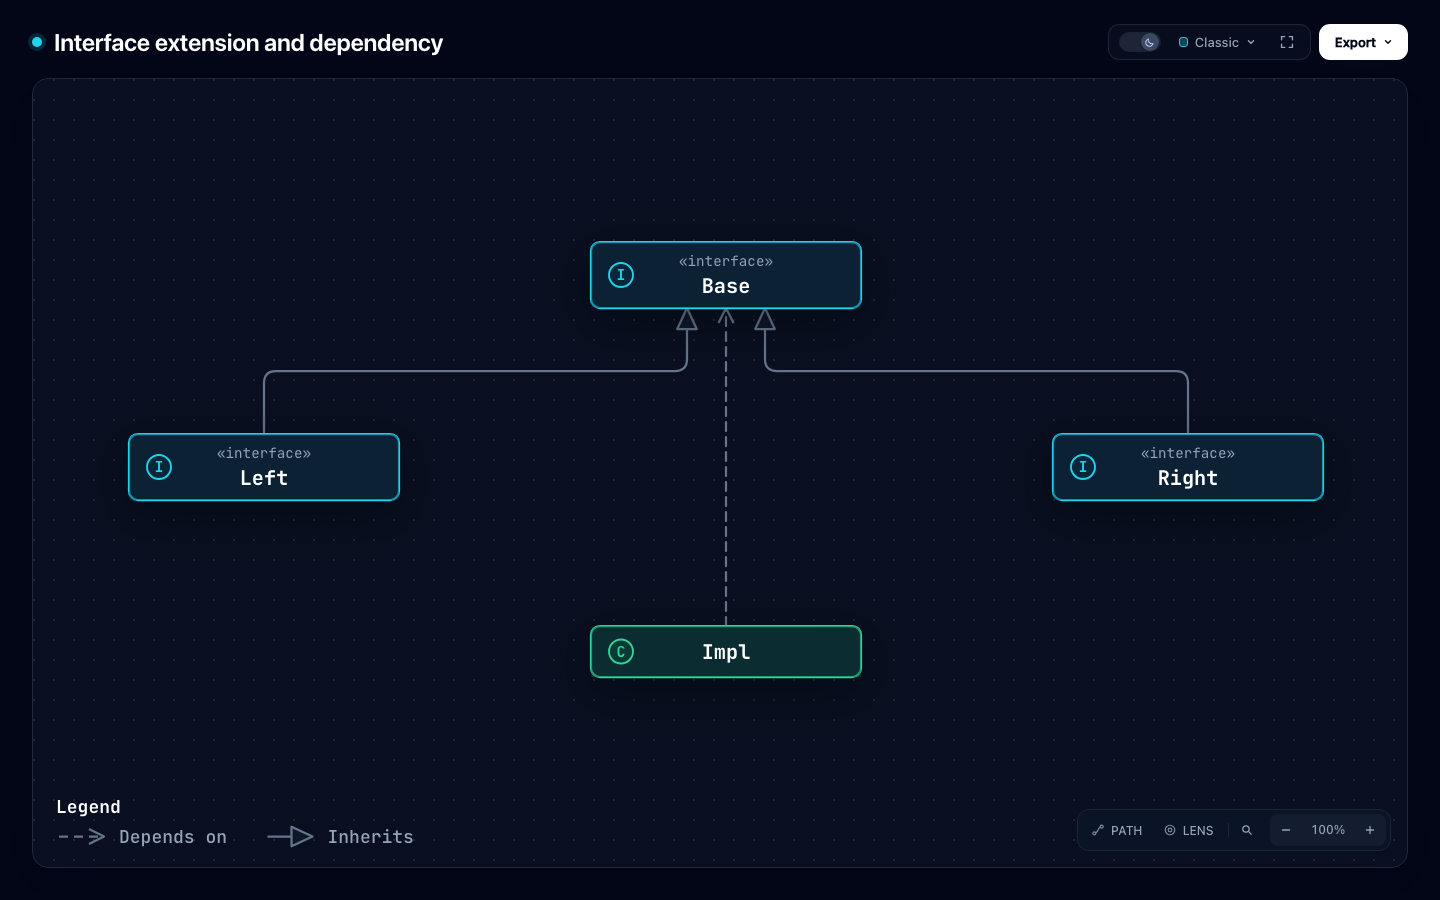 Interface extension and dependency
Classic
Export
«interface»
I
Base
«interface»
I
Left
«interface»
I
Right
C
Impl
Legend
Depends on
Inherits
PATH
LENS
− 100% +